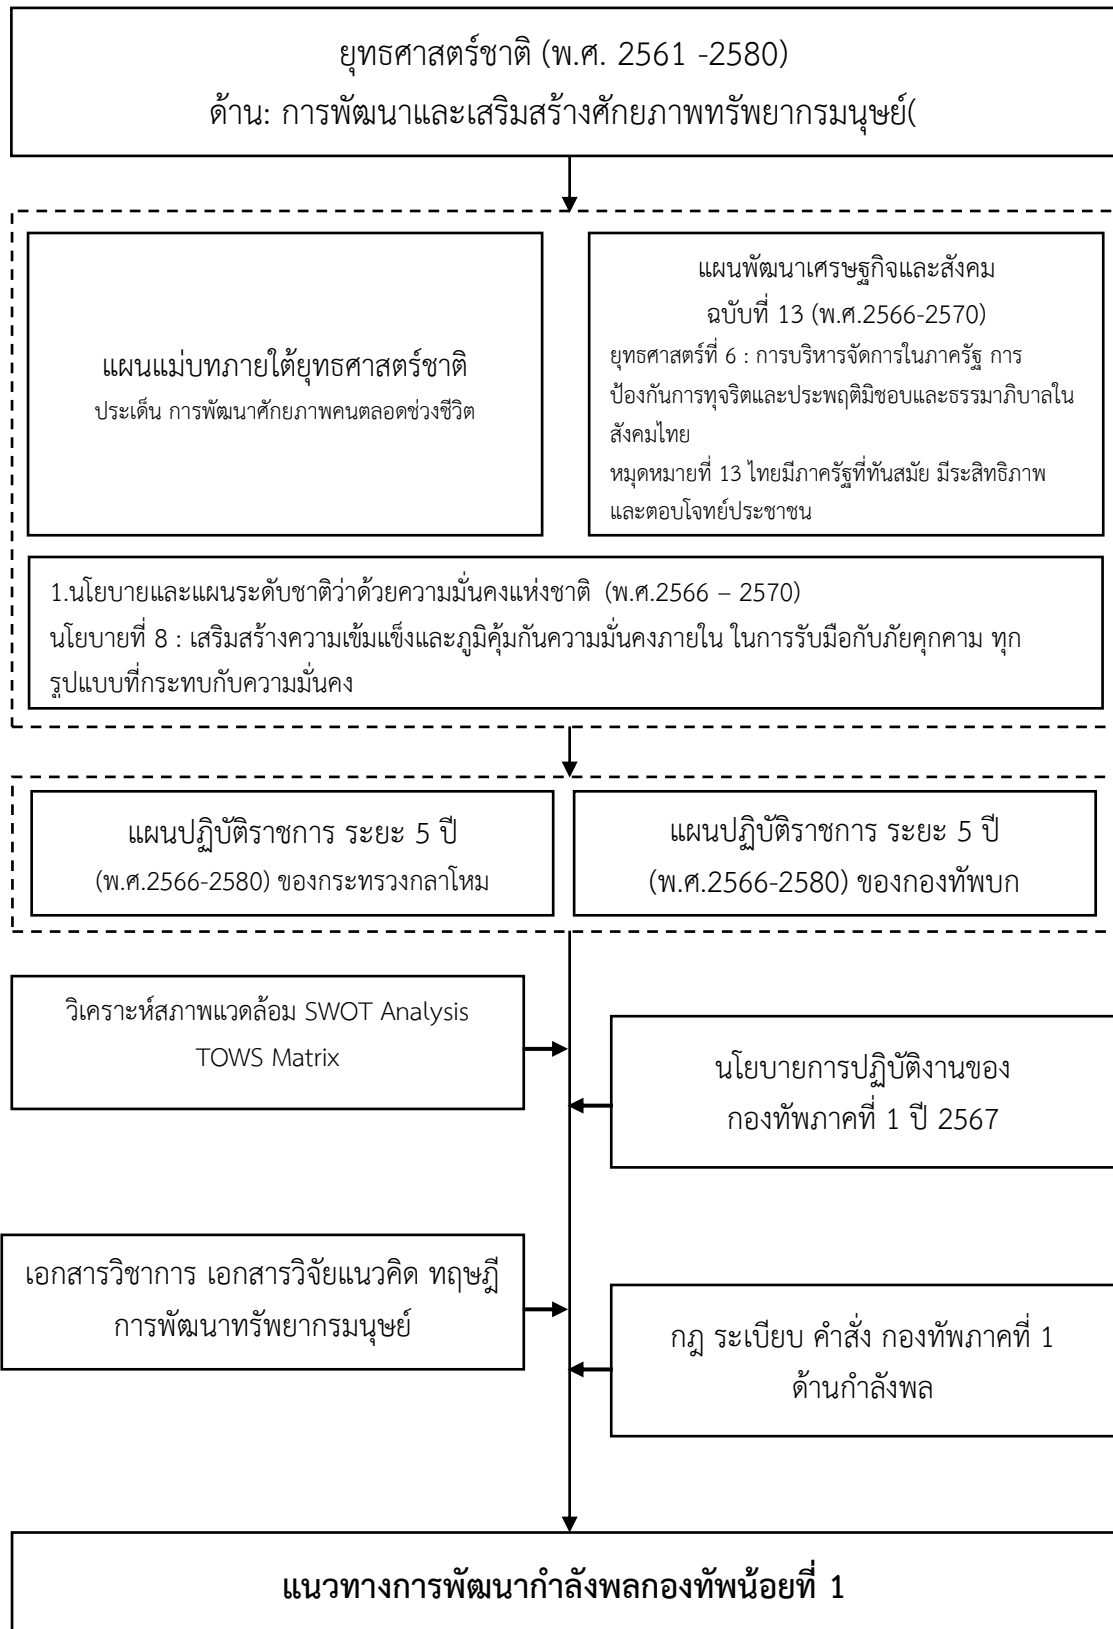 ยุทธศาสตร์ชาติ (พ.ศ. 2561 -2580)
ด้าน: การพัฒนาและเสริมสร้างศักยภาพทรัพยากรมนุษย์(
แผนแม่บทภายใต้ยุทธศาสตร์ชาติ
ประเด็น การพัฒนาศักยภาพคนตลอดช่วงชีวิต
แผนพัฒนาเศรษฐกิจและสังคม
ฉบับที่ 13 (พ.ศ.2566-2570)
ยุทธศาสตร์ที่ 6 : การบริหารจัดการในภาครัฐ การ
ป้องกันการทุจริตและประพฤติมิชอบและธรรมาภิบาลใน
สังคมไทย
หมุดหมายที่ 13 ไทยมีภาครัฐที่ทันสมัย มีระสิทธิภาพ
และตอบโจทย์ประชาชน
1.นโยบายและแผนระดับชาติว่าด้วยความมั่นคงแห่งชาติ (พ.ศ.2566 – 2570)
นโยบายที่ 8 : เสริมสร้างความเข้มแข็งและภูมิคุ้มกันความมั่นคงภายใน ในการรับมือกับภัยคุกคาม ทุก
รูปแบบที่กระทบกับความมั่นคง
แผนปฏิบัติราชการ ระยะ 5 ปี
(พ.ศ.2566-2580) ของกระทรวงกลาโหม
แผนปฏิบัติราชการ ระยะ 5 ปี
(พ.ศ.2566-2580) ของกองทัพบก
วิเคราะห์สภาพแวดล้อม SWOT Analysis
TOWS Matrix
นโยบายการปฏิบัติงานของ
กองทัพภาคที่ 1 ปี 2567
เอกสารวิชาการ เอกสารวิจัยแนวคิด ทฤษฎี
การพัฒนาทรัพยากรมนุษย์
กฎ ระเบียบ คำสั่ง กองทัพภาคที่ 1
ด้านกำลังพล
แนวทางการพัฒนากำลังพลกองทัพน้อยที่ 1